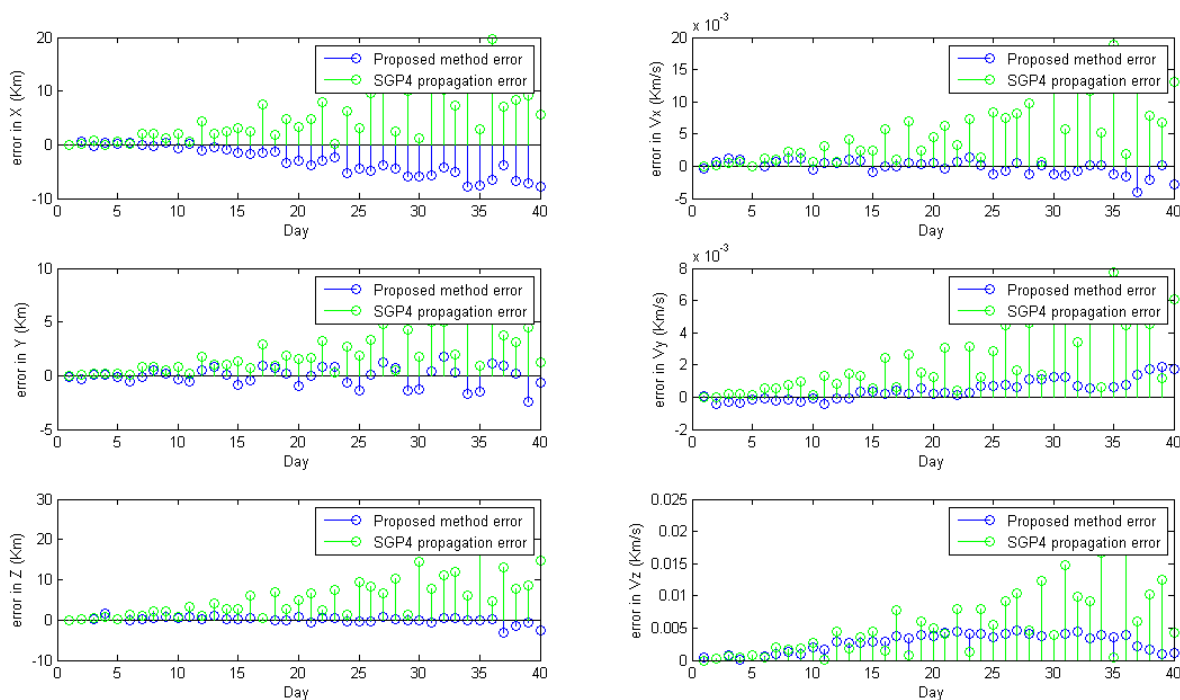 20
10
0
-10
error in X (Km)
0 5 10 15 20 25 30 35 40
Day
Proposed method error
SGP4 propagation error
x 10^-3
20
15
10
5
0
-5
error in Vx (Km/s)
0 5 10 15 20 25 30 35 40
Day
Proposed method error
SGP4 propagation error
10
5
0
-5
error in Y (Km)
0 5 10 15 20 25 30 35 40
Day
Proposed method error
SGP4 propagation error
x 10^-3
8
6
4
2
0
-2
error in Vy (Km/s)
0 5 10 15 20 25 30 35 40
Day
Proposed method error
SGP4 propagation error
30
20
10
0
-10
error in Z (Km)
0 5 10 15 20 25 30 35 40
Day
Proposed method error
SGP4 propagation error
0.025
0.02
0.015
0.01
0.005
0
error in Vz (Km/s)
0 5 10 15 20 25 30 35 40
Day
Proposed method error
SGP4 propagation error